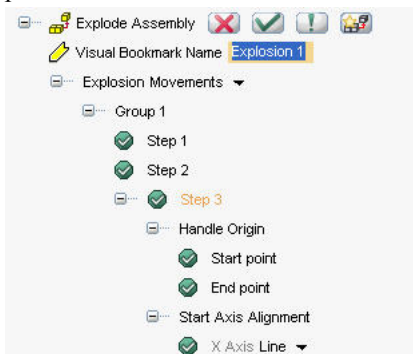 Explode Assembly
Visual Bookmark Name Explosion 1
Explosion Movements
Group 1
Step 1
Step 2
Step 3
Handle Origin
Start point
End point
Start Axis Alignment
X Axis Line